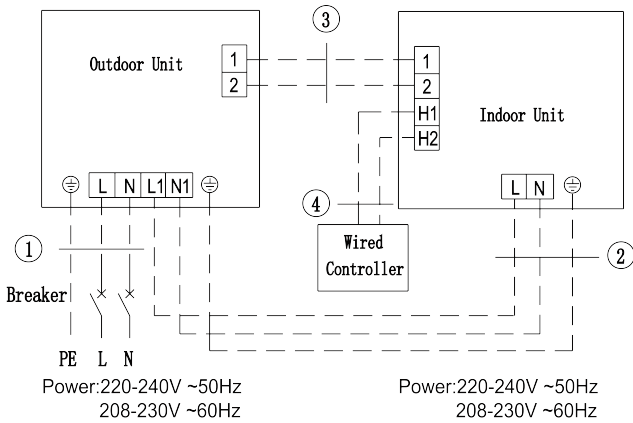 3
Outdoor Unit
1
2
1
2
H1
H2
Indoor Unit
L N L1 N1
L N
4
Wired
Controller
1
2
Breaker
PE L N
Power:220-240V ~50Hz
208-230V ~60Hz
Power:220-240V ~50Hz
208-230V ~60Hz